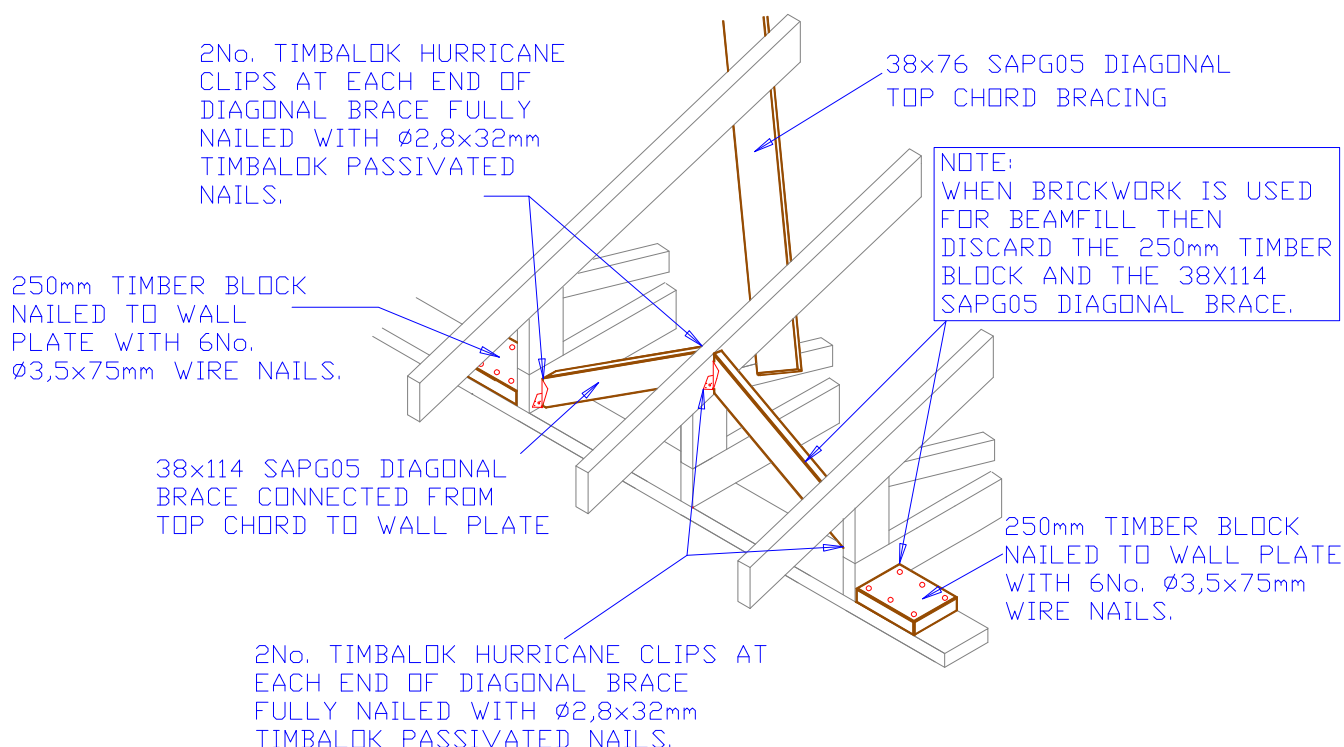 2No. TIMBALOK HURRICANE
CLIPS AT EACH END OF
DIAGONAL BRACE FULLY
NAILED WITH Ø2,8x32mm
TIMBALOK PASSIVATED
NAILS.
38x76 SAPG05 DIAGONAL
TOP CHORD BRACING
NOTE:
WHEN BRICKWORK IS USED
FOR BEAMFILL THEN
DISCARD THE 250mm TIMBER
BLOCK AND THE 38X114
SAPG05 DIAGONAL BRACE.
250mm TIMBER BLOCK
NAILED TO WALL
PLATE WITH 6No.
Ø3,5x75mm WIRE NAILS.
38x114 SAPG05 DIAGONAL
BRACE CONNECTED FROM
TOP CHORD TO WALL PLATE
250mm TIMBER BLOCK
NAILED TO WALL PLATE
WITH 6No. Ø3,5x75mm
WIRE NAILS.
2No. TIMBALOK HURRICANE CLIPS AT
EACH END OF DIAGONAL BRACE
FULLY NAILED WITH Ø2,8x32mm
TIMBALOK PASSIVATED NAILS.